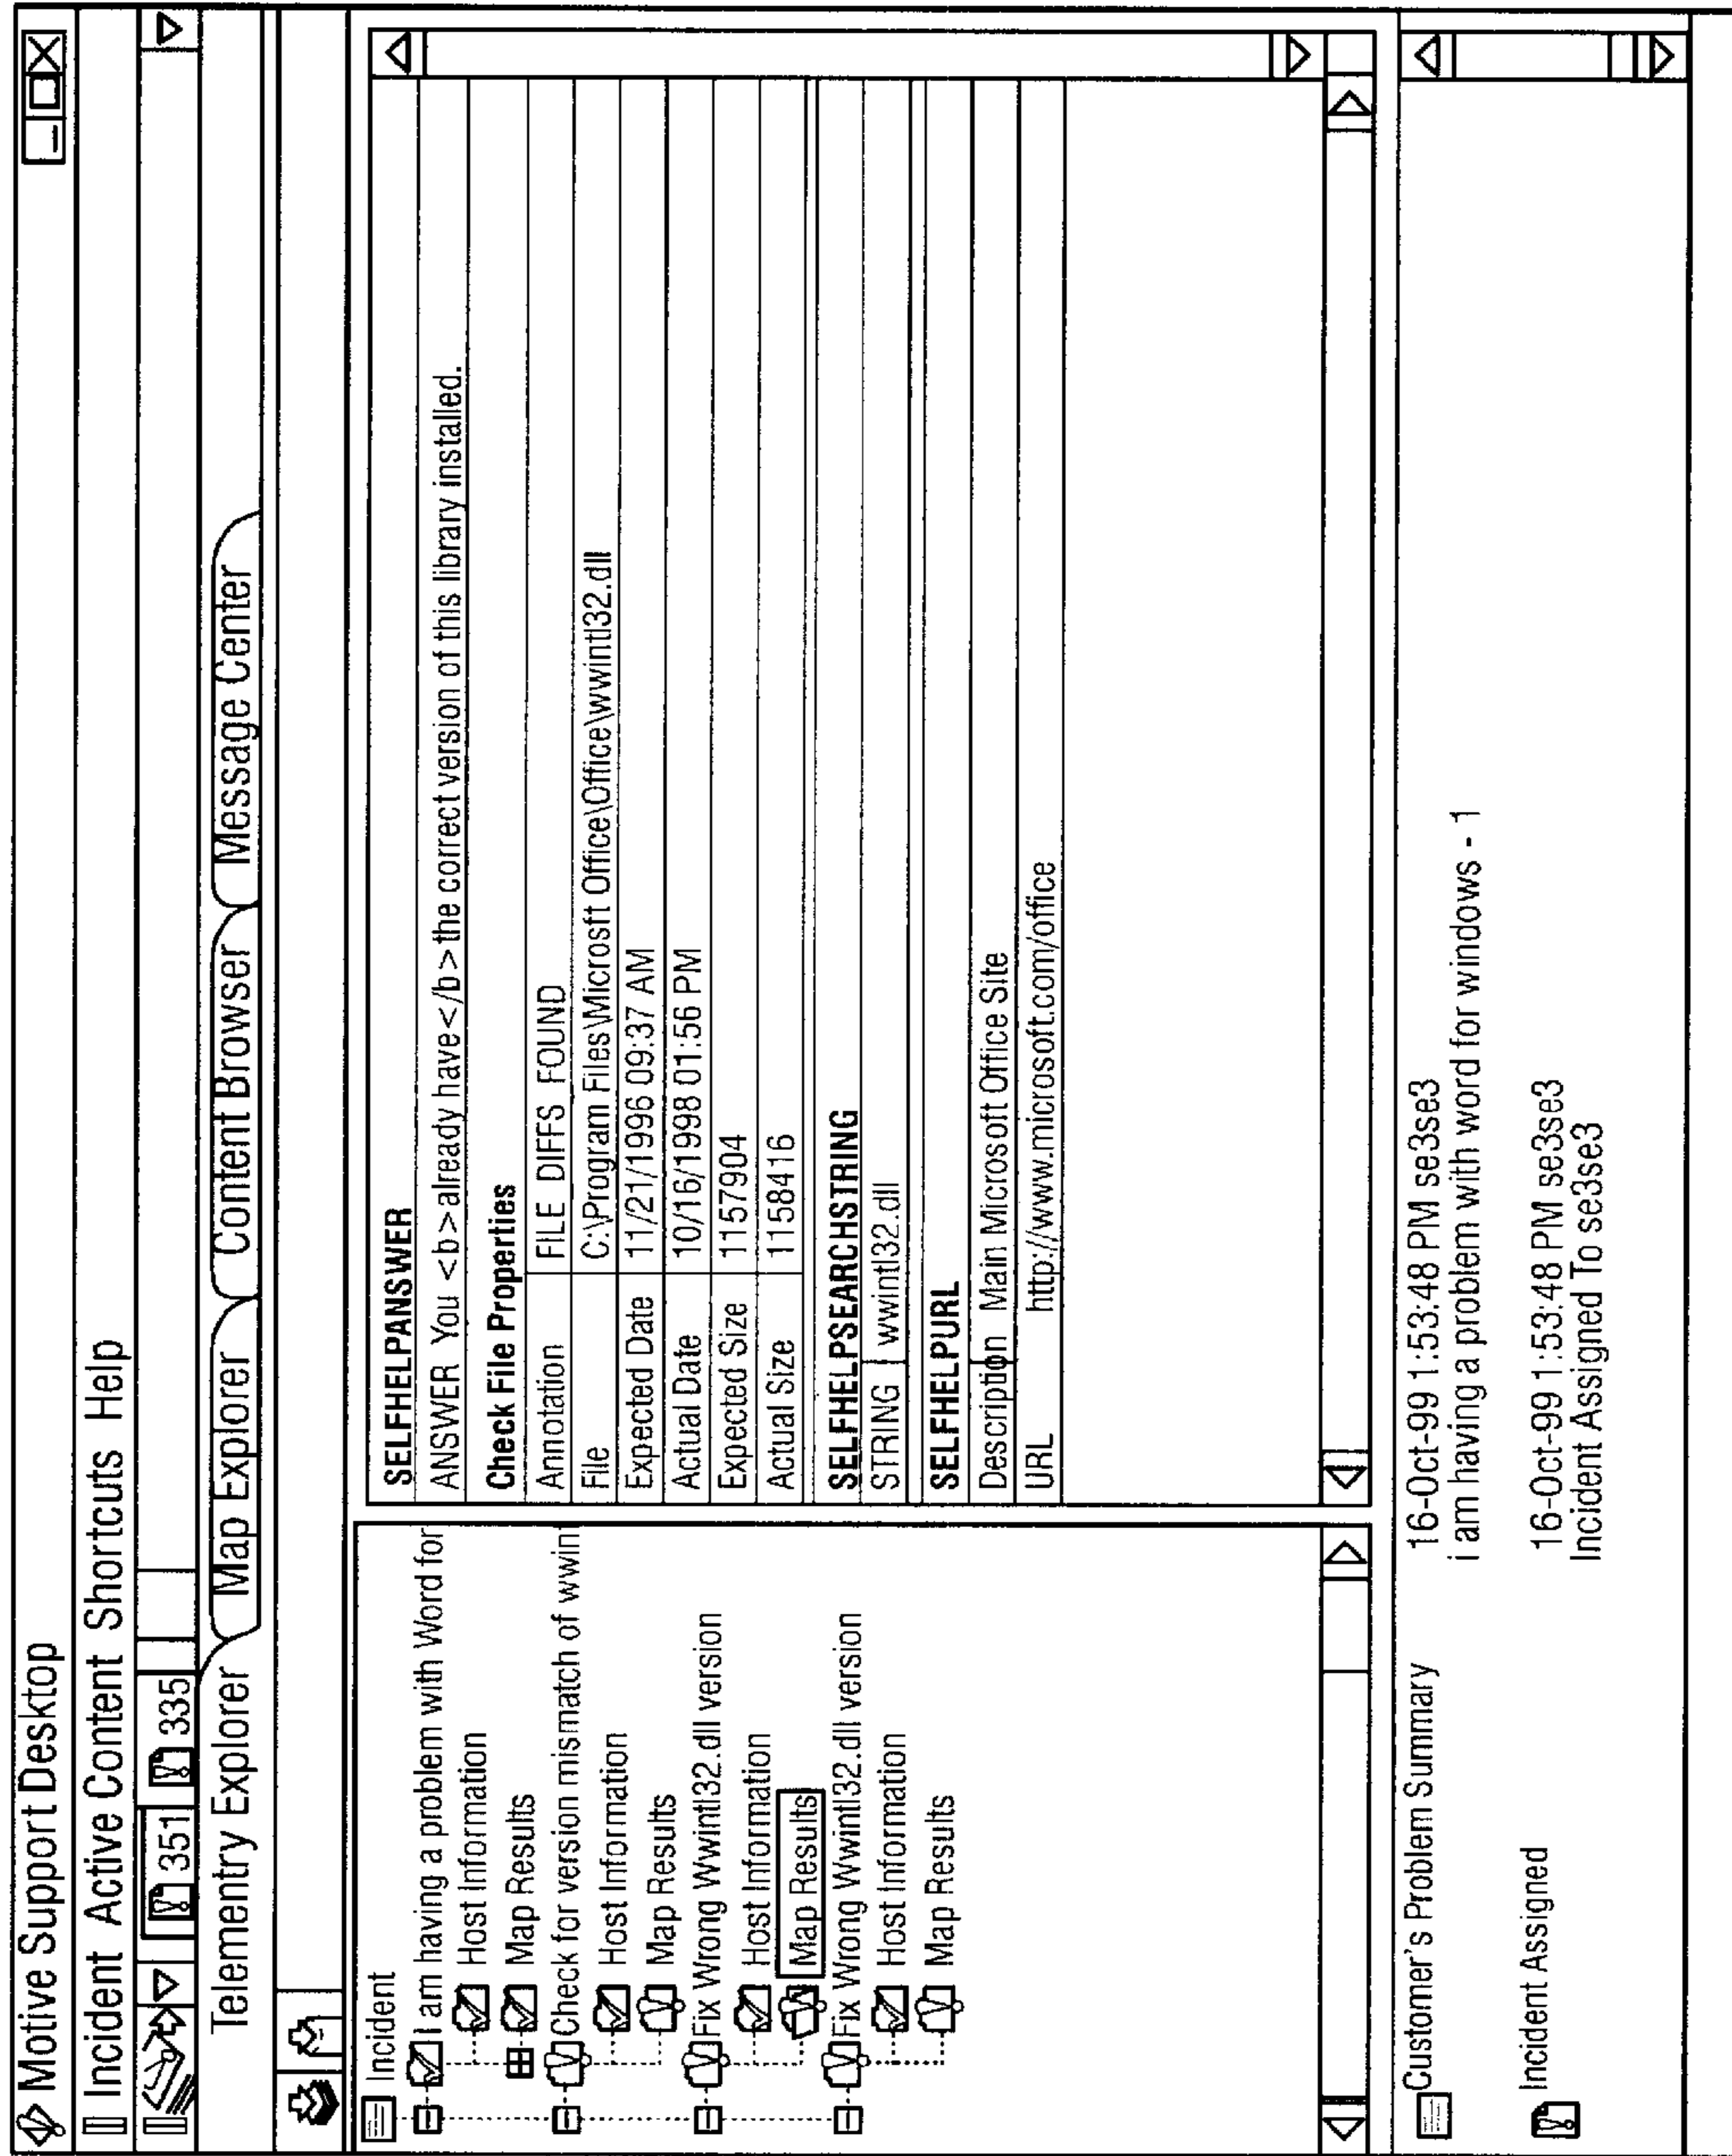 Motive Support Desktop
Incident Active Content Shortcuts Help
351 335
Telementry Explorer Map Explorer Content Browser Message Center
Incident
I am having a problem with Word for
Host Information
Map Results
Check for version mismatch of wwin
Host Information
Map Results
Fix Wrong Wwintl32.dll version
Host Information
Map Results
Fix Wrong Wwintl32.dll version
Host Information
Map Results
SELFHELPANSWER
ANSWER You <b>already have</b>the correct version of this library installed.
Check File Properties
Annotation FILE DIFFS FOUND
File C:\Program Files\Microsft Office\Office\wwintl32.dll
Expected Date 11/21/1996 09:37 AM
Actual Date 10/16/1998 01:56 PM
Expected Size 1157904
Actual Size 1158416
SELFHELPSEARCHSTRING
STRING wwintl32.dll
SELFHELPURL
Description Main Microsoft Office Site
URL http://www.microsoft.com/office
Customer's Problem Summary 16-Oct-99 1:53:48 PM se3se3
i am having a problem with word for windows - 1
Incident Assigned 16-Oct-99 1:53:48 PM se3se3
Incident Assigned To se3se3